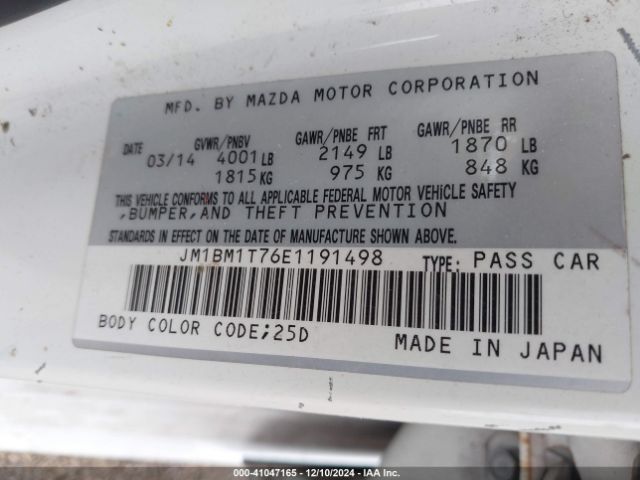 MFD. BY MAZDA MOTOR CORPORATION
DATE GVWR/PNBV GAWR/PNBE FRT GAWR/PNBE RR
03/14 4001 LB 2149 LB 1870 LB
1815 KG 975 KG 848 KG
THIS VEHICLE CONFORMS TO ALL APPLICABLE FEDERAL MOTOR VEHICLE SAFETY
,BUMPER,AND THEFT PREVENTION
STANDARDS IN EFFECT ON THE DATE OF MANUFACTURE SHOWN ABOVE.
JM1BM1T76E1191498 TYPE: PASS CAR
BODY COLOR CODE;25D
MADE IN JAPAN
000-41047165 - 12/10/2024 - IAA Inc.